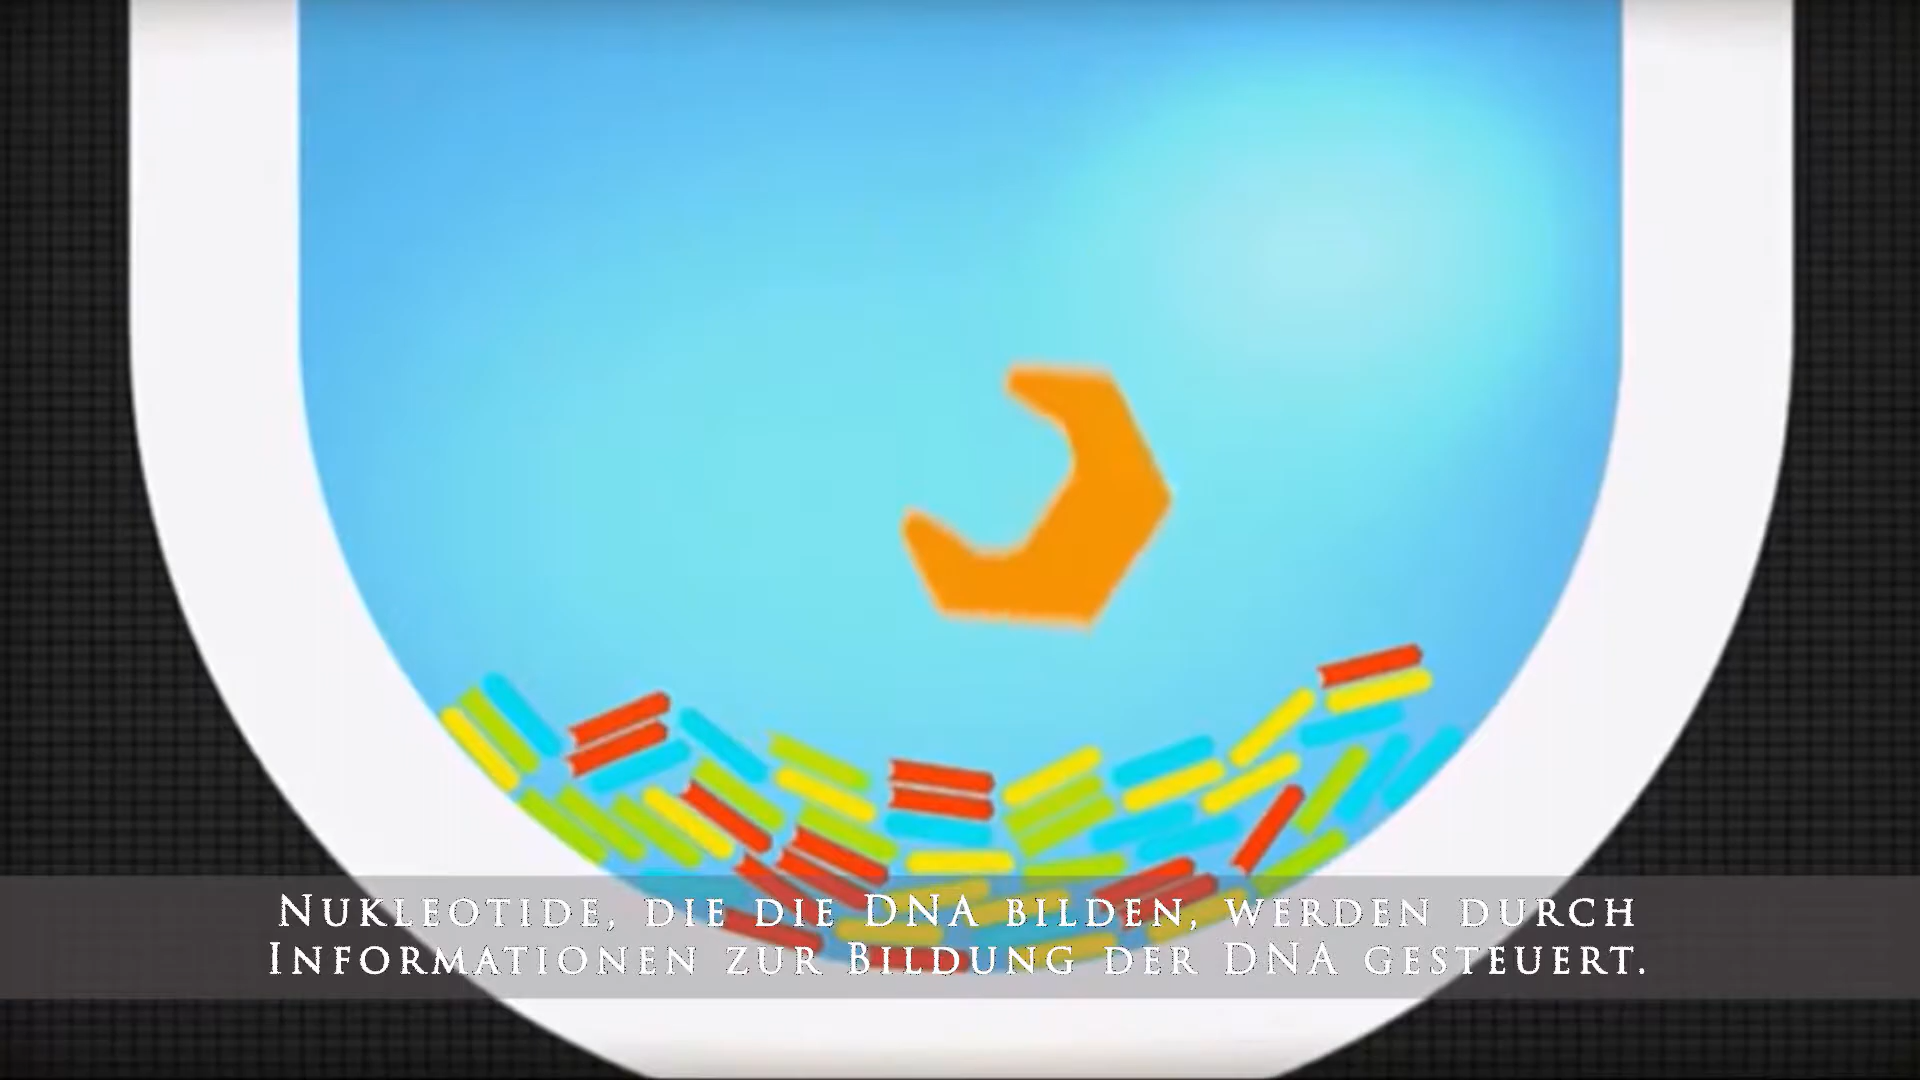 Nukleotide, die die DNA bilden, werden durch
Informationen zur Bildung der DNA gesteuert.